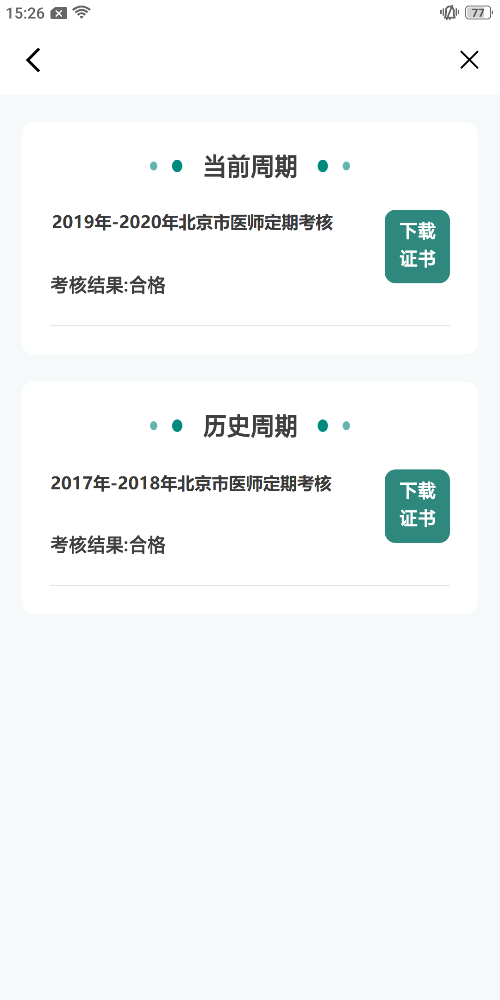 15:26
77
当前周期
2019年-2020年北京市医师定期考核
下载
证书
考核结果:合格
历史周期
2017年-2018年北京市医师定期考核
下载
证书
考核结果:合格